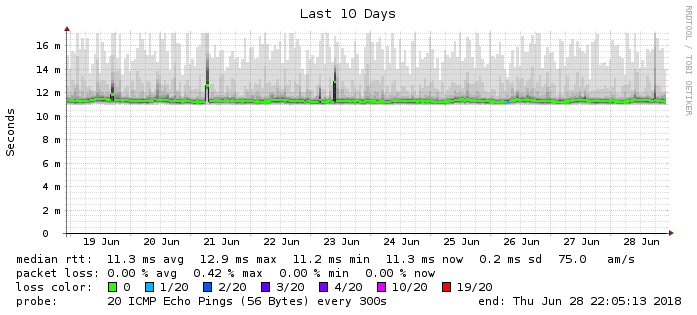 Last 10 Days
RRDTOOL / TOBI OETIKER
Seconds
16 m
14 m
12 m
10 m
8 m
6 m
4 m
2 m
0
19 Jun 20 Jun 21 Jun 22 Jun 23 Jun 24 Jun 25 Jun 26 Jun 27 Jun 28 Jun
median rtt: 11.3 ms avg 12.9 ms max 11.2 ms min 11.3 ms now 0.2 ms sd 75.0 am/s
packet loss: 0.00 % avg 0.42 % max 0.00 % min 0.00 % now
loss color: 0 1/20 2/20 3/20 4/20 10/20 19/20
probe: 20 ICMP Echo Pings (56 Bytes) every 300s end: Thu Jun 28 22:05:13 2018